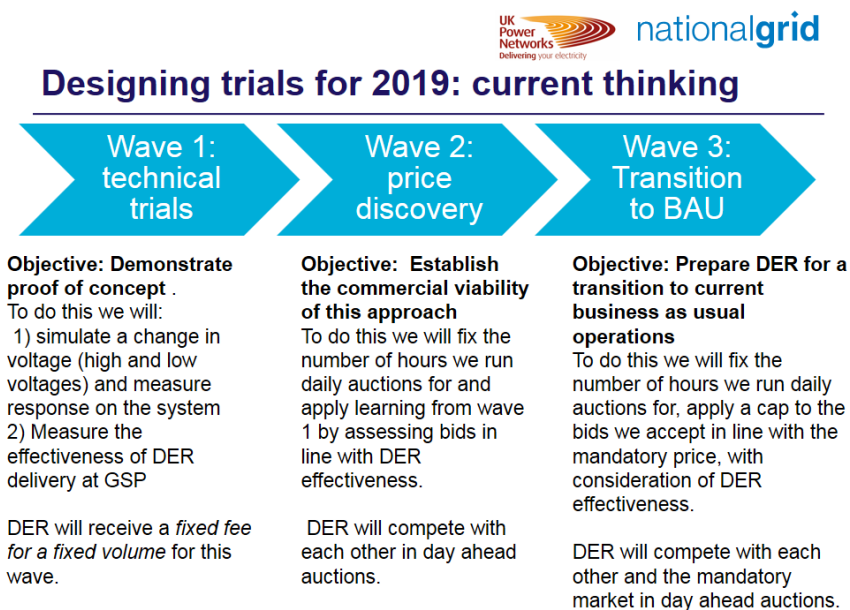 UK
Power
Networks
Delivering your electricity
nationalgrid
Designing trials for 2019: current thinking
Wave 1:
technical
trials
Wave 2:
price
discovery
Wave 3:
Transition
to BAU
Objective: Demonstrate
proof of concept .
To do this we will:
1) simulate a change in
voltage (high and low
voltages) and measure
response on the system
2) Measure the
effectiveness of DER
delivery at GSP
DER will receive a fixed fee
for a fixed volume for this
wave.
Objective: Establish
the commercial viability
of this approach
To do this we will fix the
number of hours we run
daily auctions for and
apply learning from wave
1 by assessing bids in
line with DER
effectiveness.
DER will compete with
each other in day ahead
auctions.
Objective: Prepare DER for a
transition to current
business as usual
operations
To do this we will fix the
number of hours we run daily
auctions for, apply a cap to the
bids we accept in line with the
mandatory price, with
consideration of DER
effectiveness.
DER will compete with each
other and the mandatory
market in day ahead auctions.